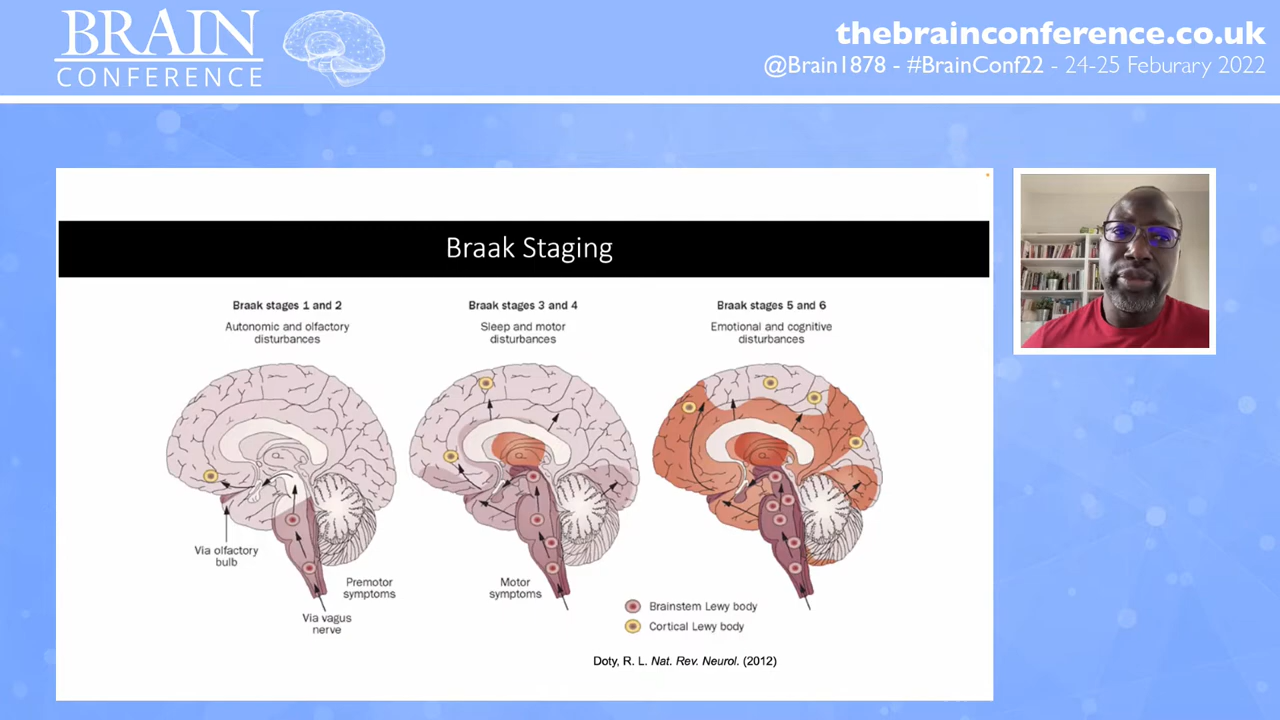 BRAIN
CONFERENCE
thebrainconference.co.uk
@Brain1878 - #BrainConf22 - 24-25 Feburary 2022
Braak Staging
Braak stages 1 and 2
Autonomic and olfactory
disturbances
Braak stages 3 and 4
Sleep and motor
disturbances
Braak stages 5 and 6
Emotional and cognitive
disturbances
Via olfactory
bulb
Premotor
symptoms
Via vagus
nerve
Motor
symptoms
Brainstem Lewy body
Cortical Lewy body
Doty, R. L. Nat. Rev. Neurol. (2012)